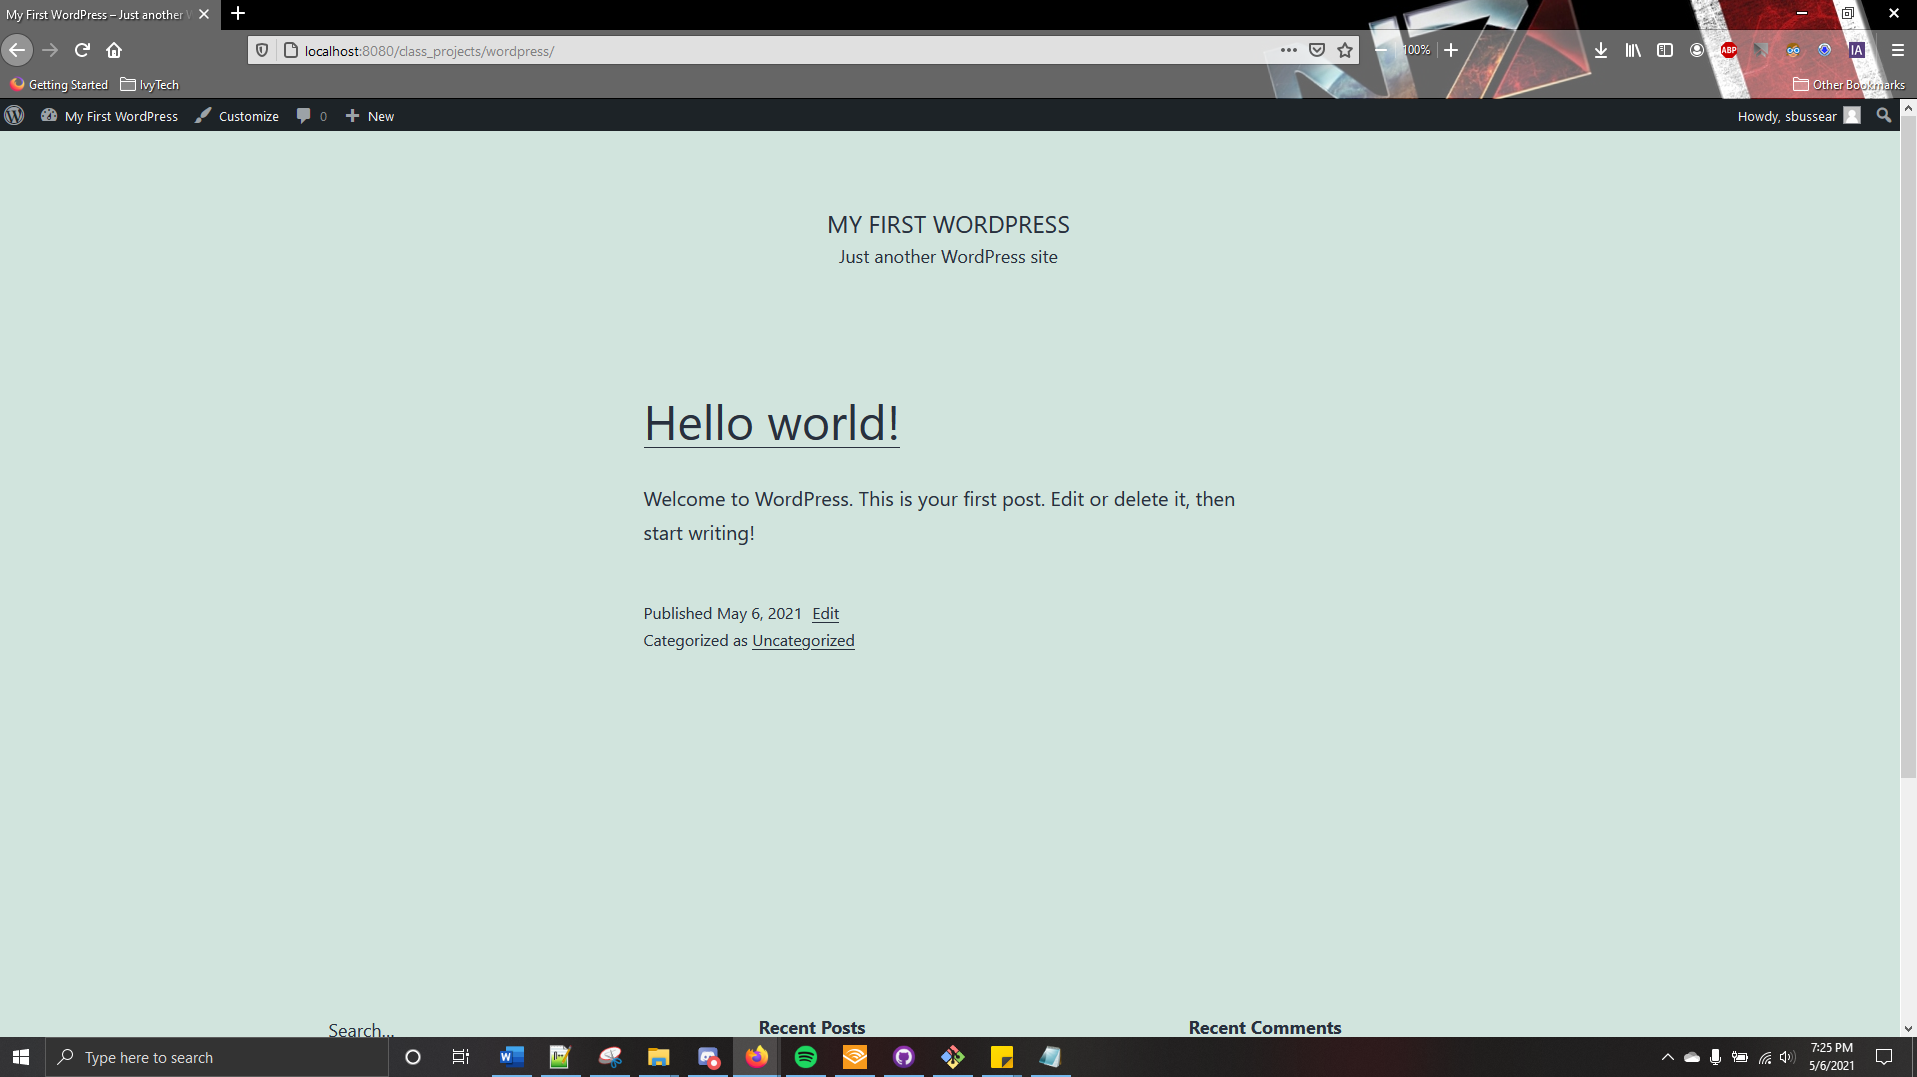 My First WordPress – Just another W
localhost:8080/class_projects/wordpress/
100%
ABP
IA
Getting Started
IvyTech
Other Bookmarks
My First WordPress
Customize
0
New
Howdy, sbussear
MY FIRST WORDPRESS
Just another WordPress site
Hello world!
Welcome to WordPress. This is your first post. Edit or delete it, then
start writing!
Published May 6, 2021 Edit
Categorized as Uncategorized
Search…
Recent Posts
Recent Comments
Type here to search
7:25 PM
5/6/2021